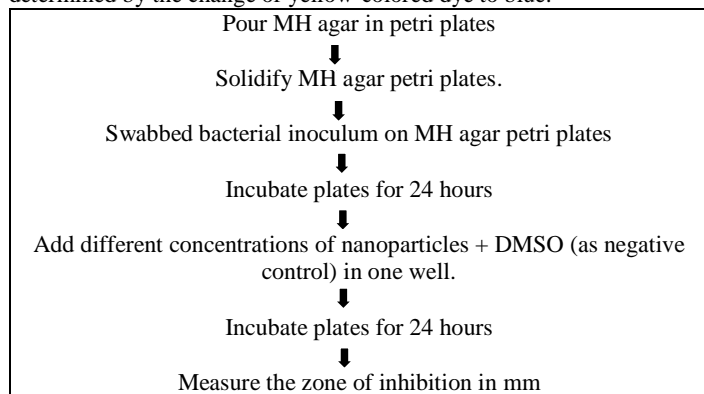 Pour MH agar in petri plates
Solidify MH agar petri plates.
Swabbed bacterial inoculum on MH agar petri plates
Incubate plates for 24 hours
Add different concentrations of nanoparticles + DMSO (as negative
control) in one well.
Incubate plates for 24 hours
Measure the zone of inhibition in mm